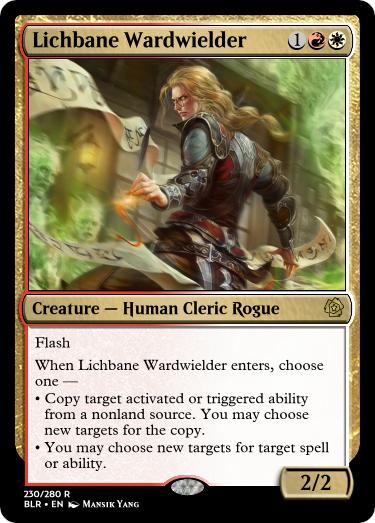 Lichbane Wardwielder 1
Creature — Human Cleric Rogue
Flash
When Lichbane Wardwielder enters, choose
one —
• Copy target activated or triggered ability
from a nonland source. You may choose
new targets for the copy.
• You may choose new targets for target spell
or ability.
2/2
230/280 R
BLR • EN Mansik Yang